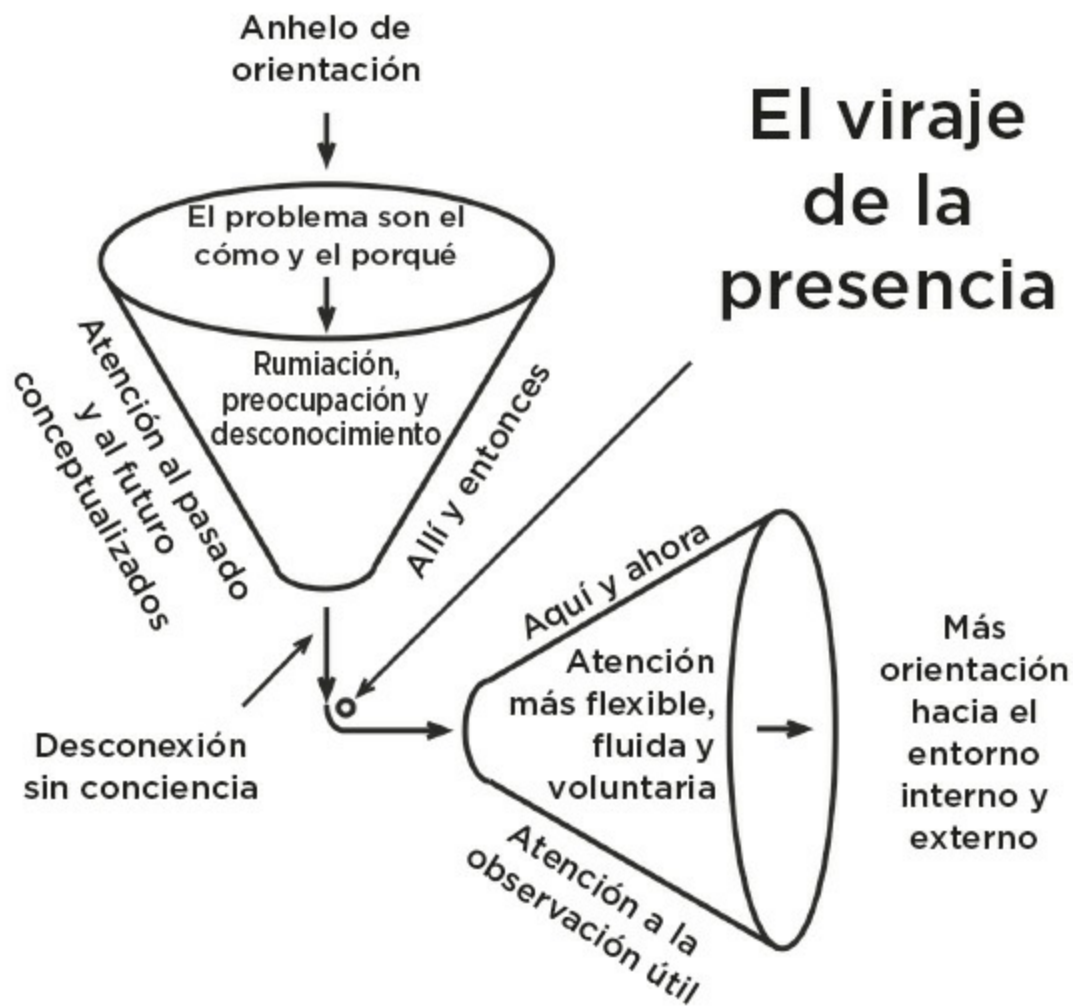 Anhelo de
orientación
El viraje
de la
presencia
El problema son el
cómo y el porqué
Rumiación,
preocupación y
desconocimiento
Atención al pasado
y al futuro
conceptualizados
Allí y entonces
Desconexión
sin conciencia
Aquí y ahora
Atención
más flexible,
fluida y
voluntaria
Atención a la
observación útil
Más
orientación
hacia el
entorno
interno y
externo